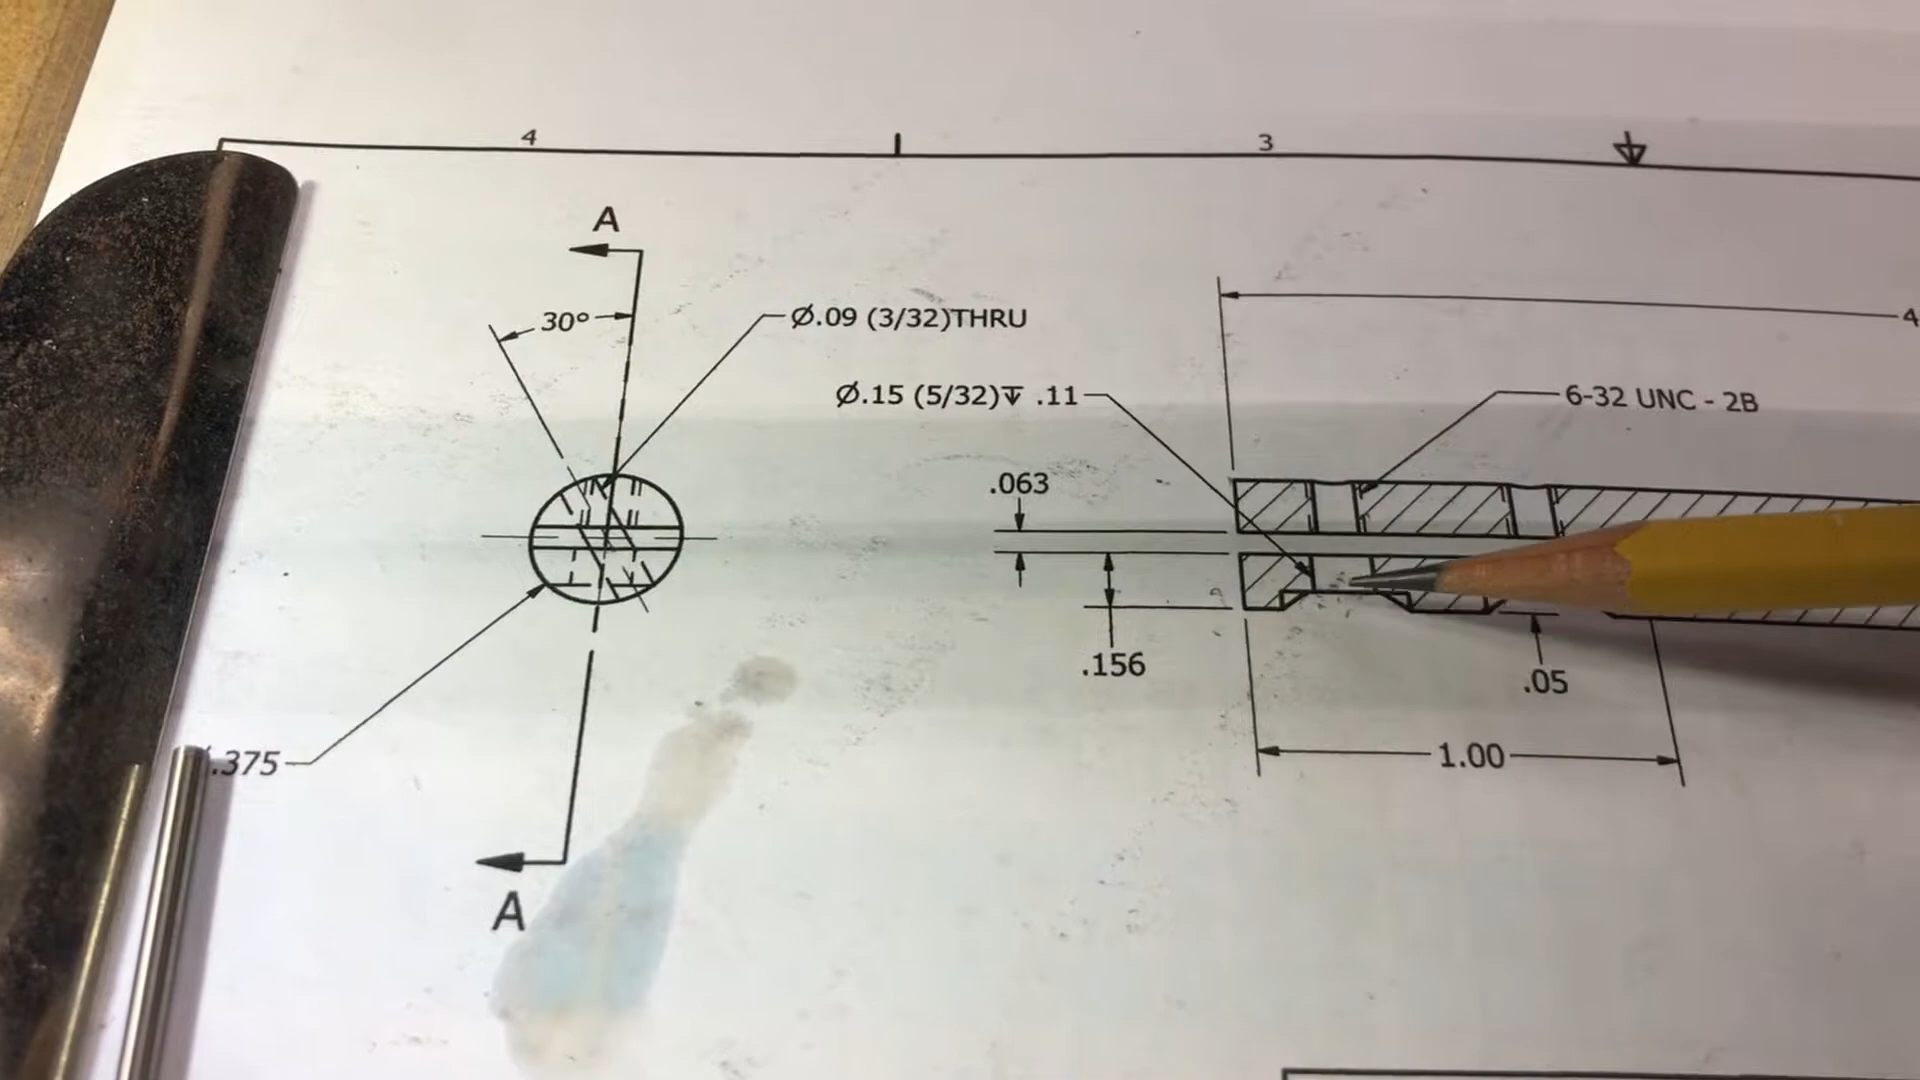 4
3
A
30°
Ø.09 (3/32)THRU
4
Ø.15 (5/32)↧ .11
6-32 UNC - 2B
.063
.156
.05
.375
1.00
A